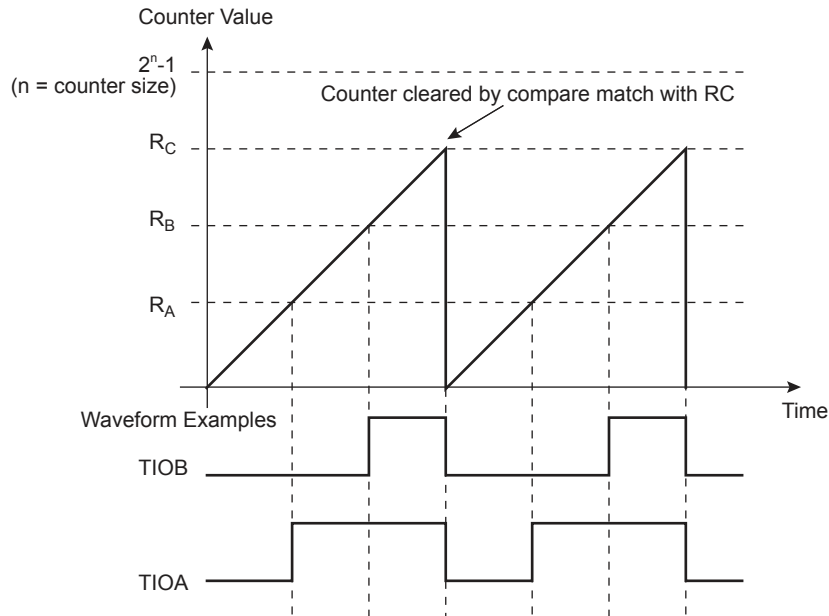 Counter Value
2ⁿ-1
(n = counter size)
Counter cleared by compare match with RC
R_C
R_B
R_A
Time
Waveform Examples
TIOB
TIOA